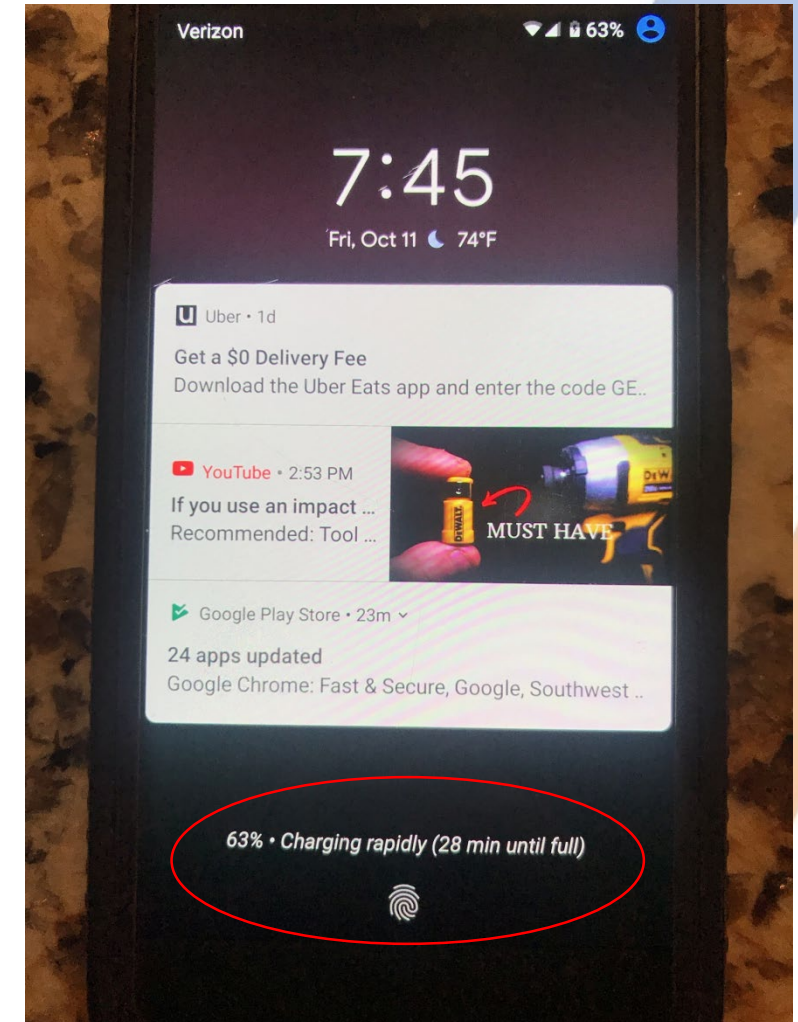 Verizon
63%
7:45
Fri, Oct 11 74°F
U Uber • 1d
Get a $0 Delivery Fee
Download the Uber Eats app and enter the code GE..
YouTube • 2:53 PM
If you use an impact ...
Recommended: Tool ...
DEWALT
MUST HAVE
DEW
Google Play Store • 23m
24 apps updated
Google Chrome: Fast & Secure, Google, Southwest ..
63% • Charging rapidly (28 min until full)